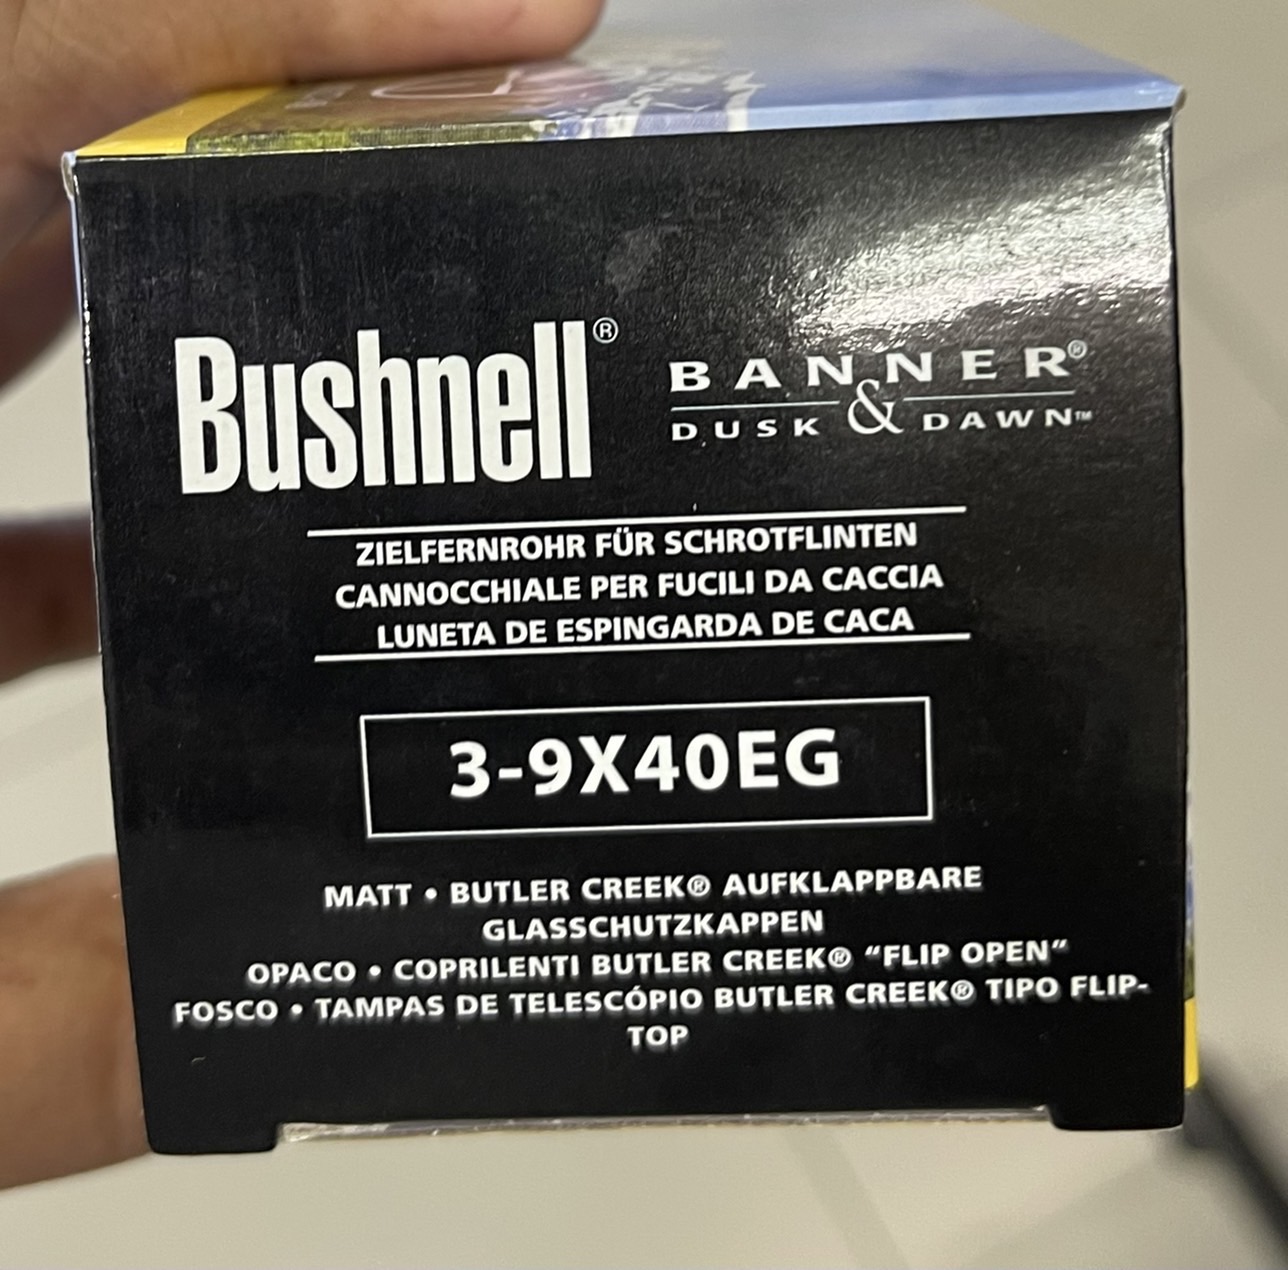 Bushnell®
BANNER®
DUSK & DAWN™
ZIELFERNROHR FÜR SCHROTFLINTEN
CANNOCCHIALE PER FUCILI DA CACCIA
LUNETA DE ESPINGARDA DE CACA
3-9X40EG
MATT • BUTLER CREEK® AUFKLAPPBARE
GLASSCHUTZKAPPEN
OPACO • COPRILENTI BUTLER CREEK® “FLIP OPEN“
FOSCO • TAMPAS DE TELESCÓPIO BUTLER CREEK® TIPO FLIP-
TOP